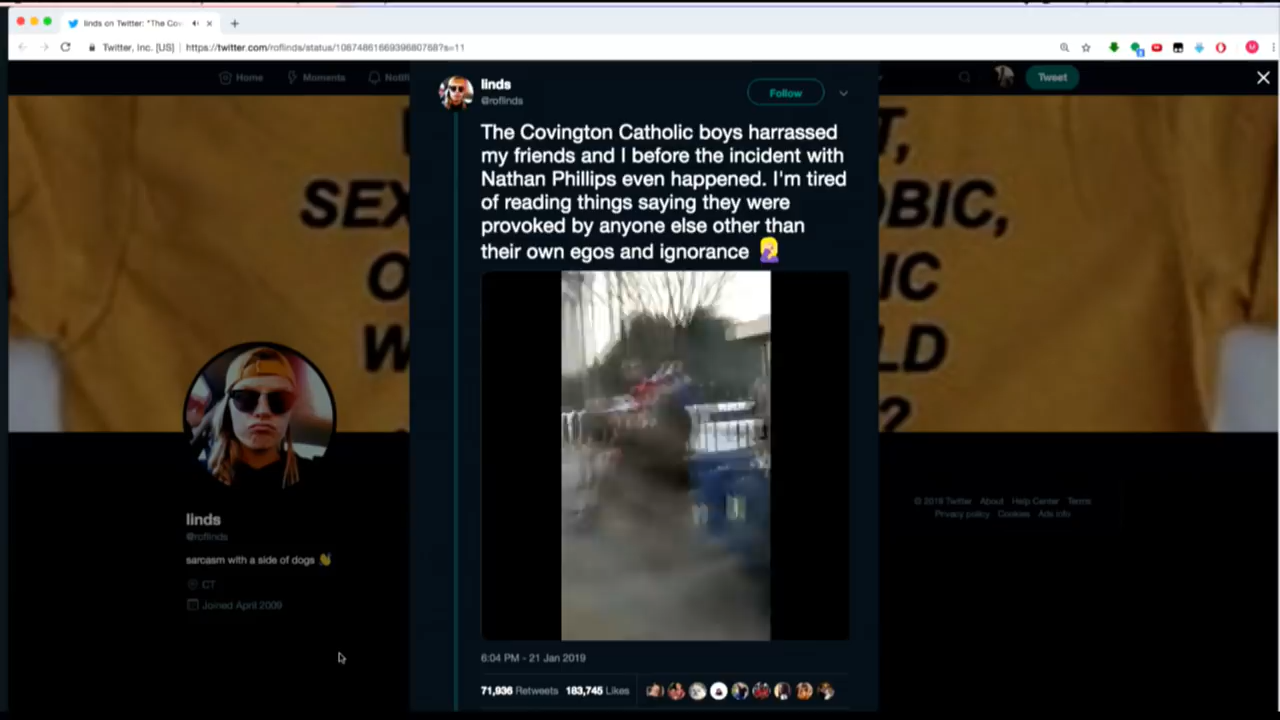 linds on Twitter: "The Cov
Twitter, Inc. [US]
https://twitter.com/roflinds/status/1087486166939680768?s=11
Home
Moments
Notifi
Tweet
linds
@roflinds
Follow
The Covington Catholic boys harrassed
my friends and I before the incident with
Nathan Phillips even happened. I'm tired
of reading things saying they were
provoked by anyone else other than
their own egos and ignorance 🤦🏼‍♀️
6:04 PM - 21 Jan 2019
71,936 Retweets 183,745 Likes
SEX
OBIC,
O
IC
W
LD
?
linds
@roflinds
sarcasm with a side of dogs 👋
CT
Joined April 2009
© 2019 Twitter About Help Center Terms
Privacy policy Cookies Ads info